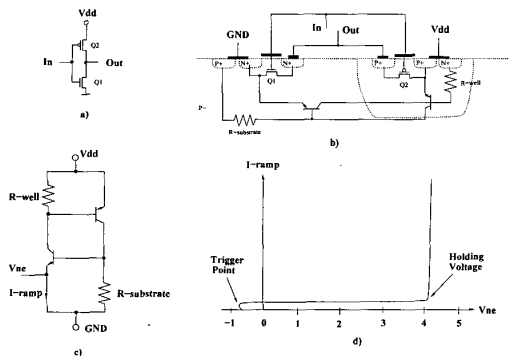 Vdd
Q2
In
Out
Q1
a)
In
GND
Out
Vdd
P+
N+
N+
P+
P+
N+
Q1
Q2
R-well
P-
R-substrate
b)
Vdd
R-well
Vne
I-ramp
R-substrate
GND
c)
I-ramp
Trigger
Point
Holding
Voltage
-1
0
1
2
3
4
5
Vne
d)